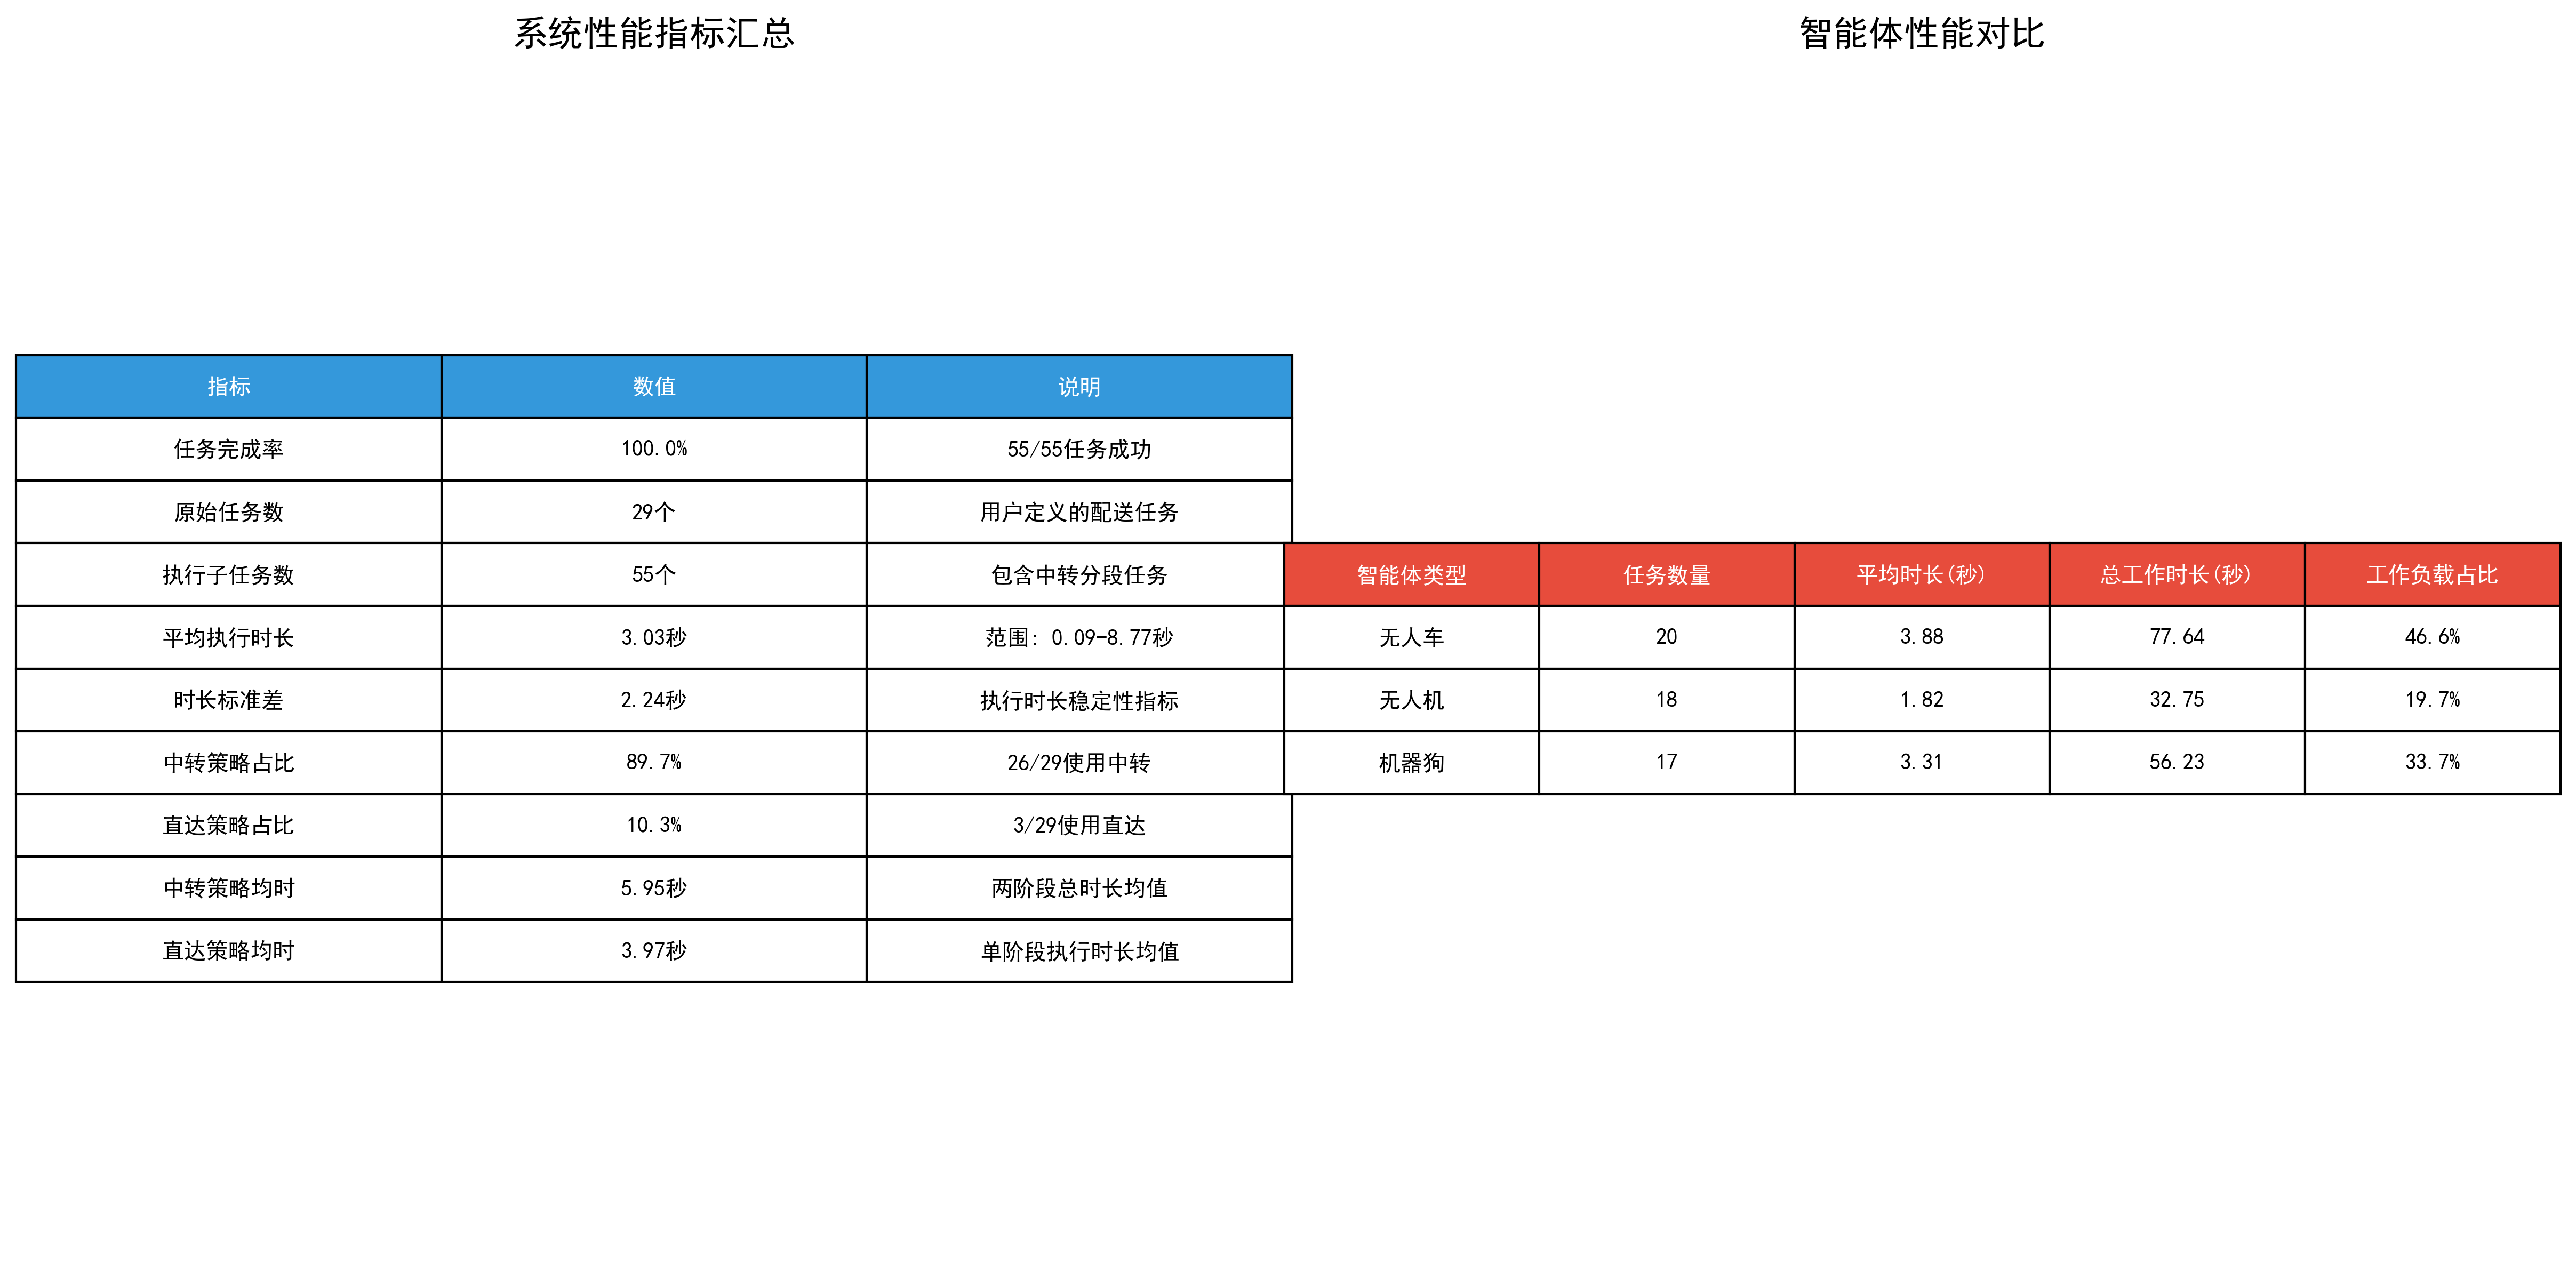 系统性能指标汇总
指标 数值 说明
任务完成率 100.0% 55/55任务成功
原始任务数 29个 用户定义的配送任务
执行子任务数 55个 包含中转分段任务
平均执行时长 3.03秒 范围: 0.09-8.77秒
时长标准差 2.24秒 执行时长稳定性指标
中转策略占比 89.7% 26/29使用中转
直达策略占比 10.3% 3/29使用直达
中转策略均时 5.95秒 两阶段总时长均值
直达策略均时 3.97秒 单阶段执行时长均值
智能体性能对比
智能体类型 任务数量 平均时长(秒) 总工作时长(秒) 工作负载占比
无人车 20 3.88 77.64 46.6%
无人机 18 1.82 32.75 19.7%
机器狗 17 3.31 56.23 33.7%